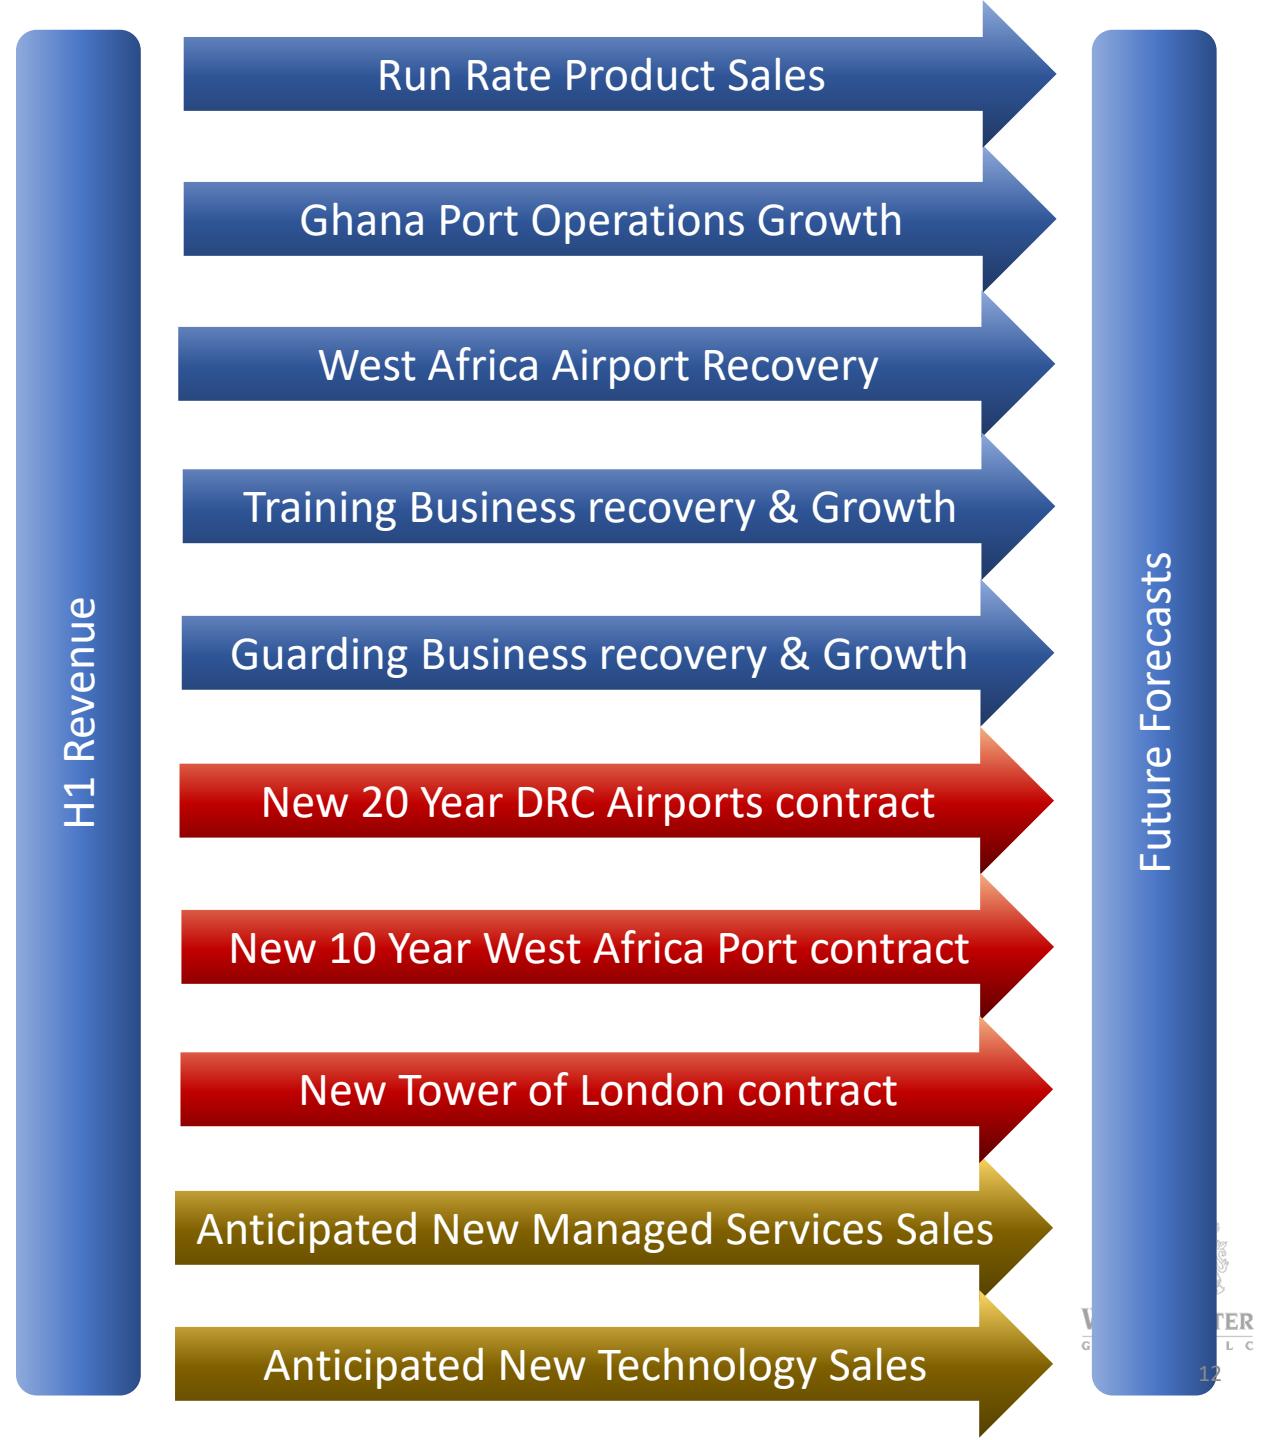 H1 Revenue
Run Rate Product Sales
Ghana Port Operations Growth
West Africa Airport Recovery
Training Business recovery & Growth
Guarding Business recovery & Growth
New 20 Year DRC Airports contract
New 10 Year West Africa Port contract
New Tower of London contract
Anticipated New Managed Services Sales
Anticipated New Technology Sales
Future Forecasts
12